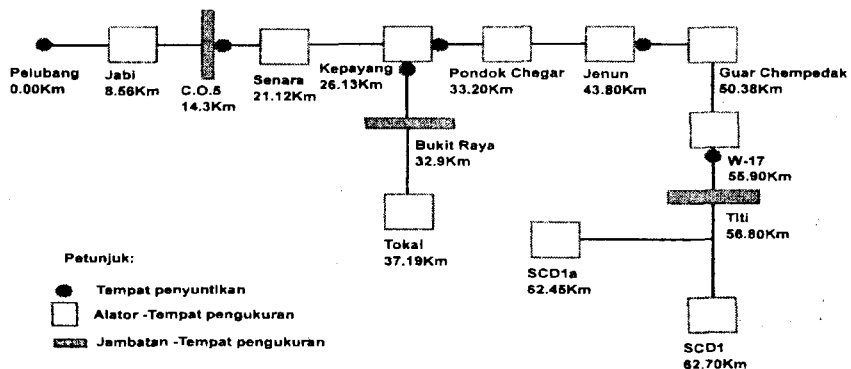 Pelubang
0.00Km
Jabi
8.56Km
C.O.5
14.3Km
Senara
21.12Km
Kepayang
26.13Km
Pondok Chegar
33.20Km
Jenun
43.80Km
Guar Chempedak
50.38Km
Bukit Raya
32.9Km
W-17
55.90Km
Titi
56.80Km
Tokai
37.19Km
SCD1a
62.45Km
SCD1
62.70Km
Petunjuk:
Tempat penyuntikan
Alator -Tempat pengukuran
Jambatan -Tempat pengukuran